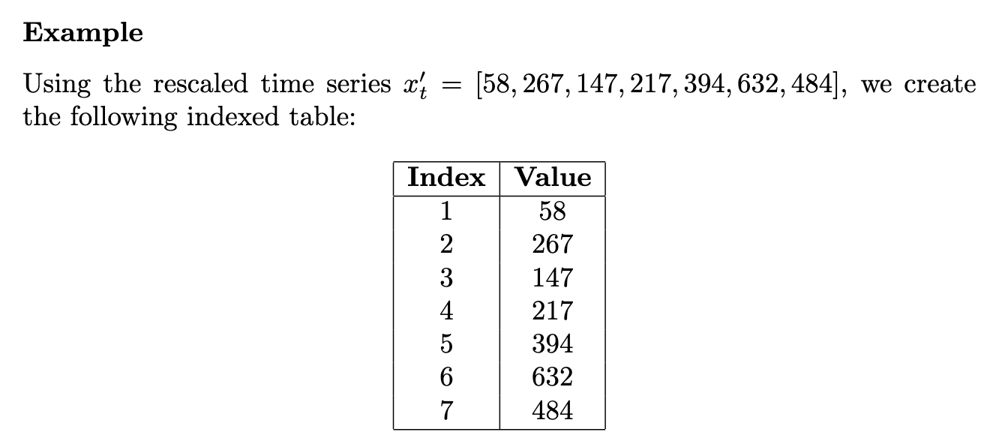 Example
Using the rescaled time series x′ₜ = [58, 267, 147, 217, 394, 632, 484], we create
the following indexed table:
Index Value
1 58
2 267
3 147
4 217
5 394
6 632
7 484